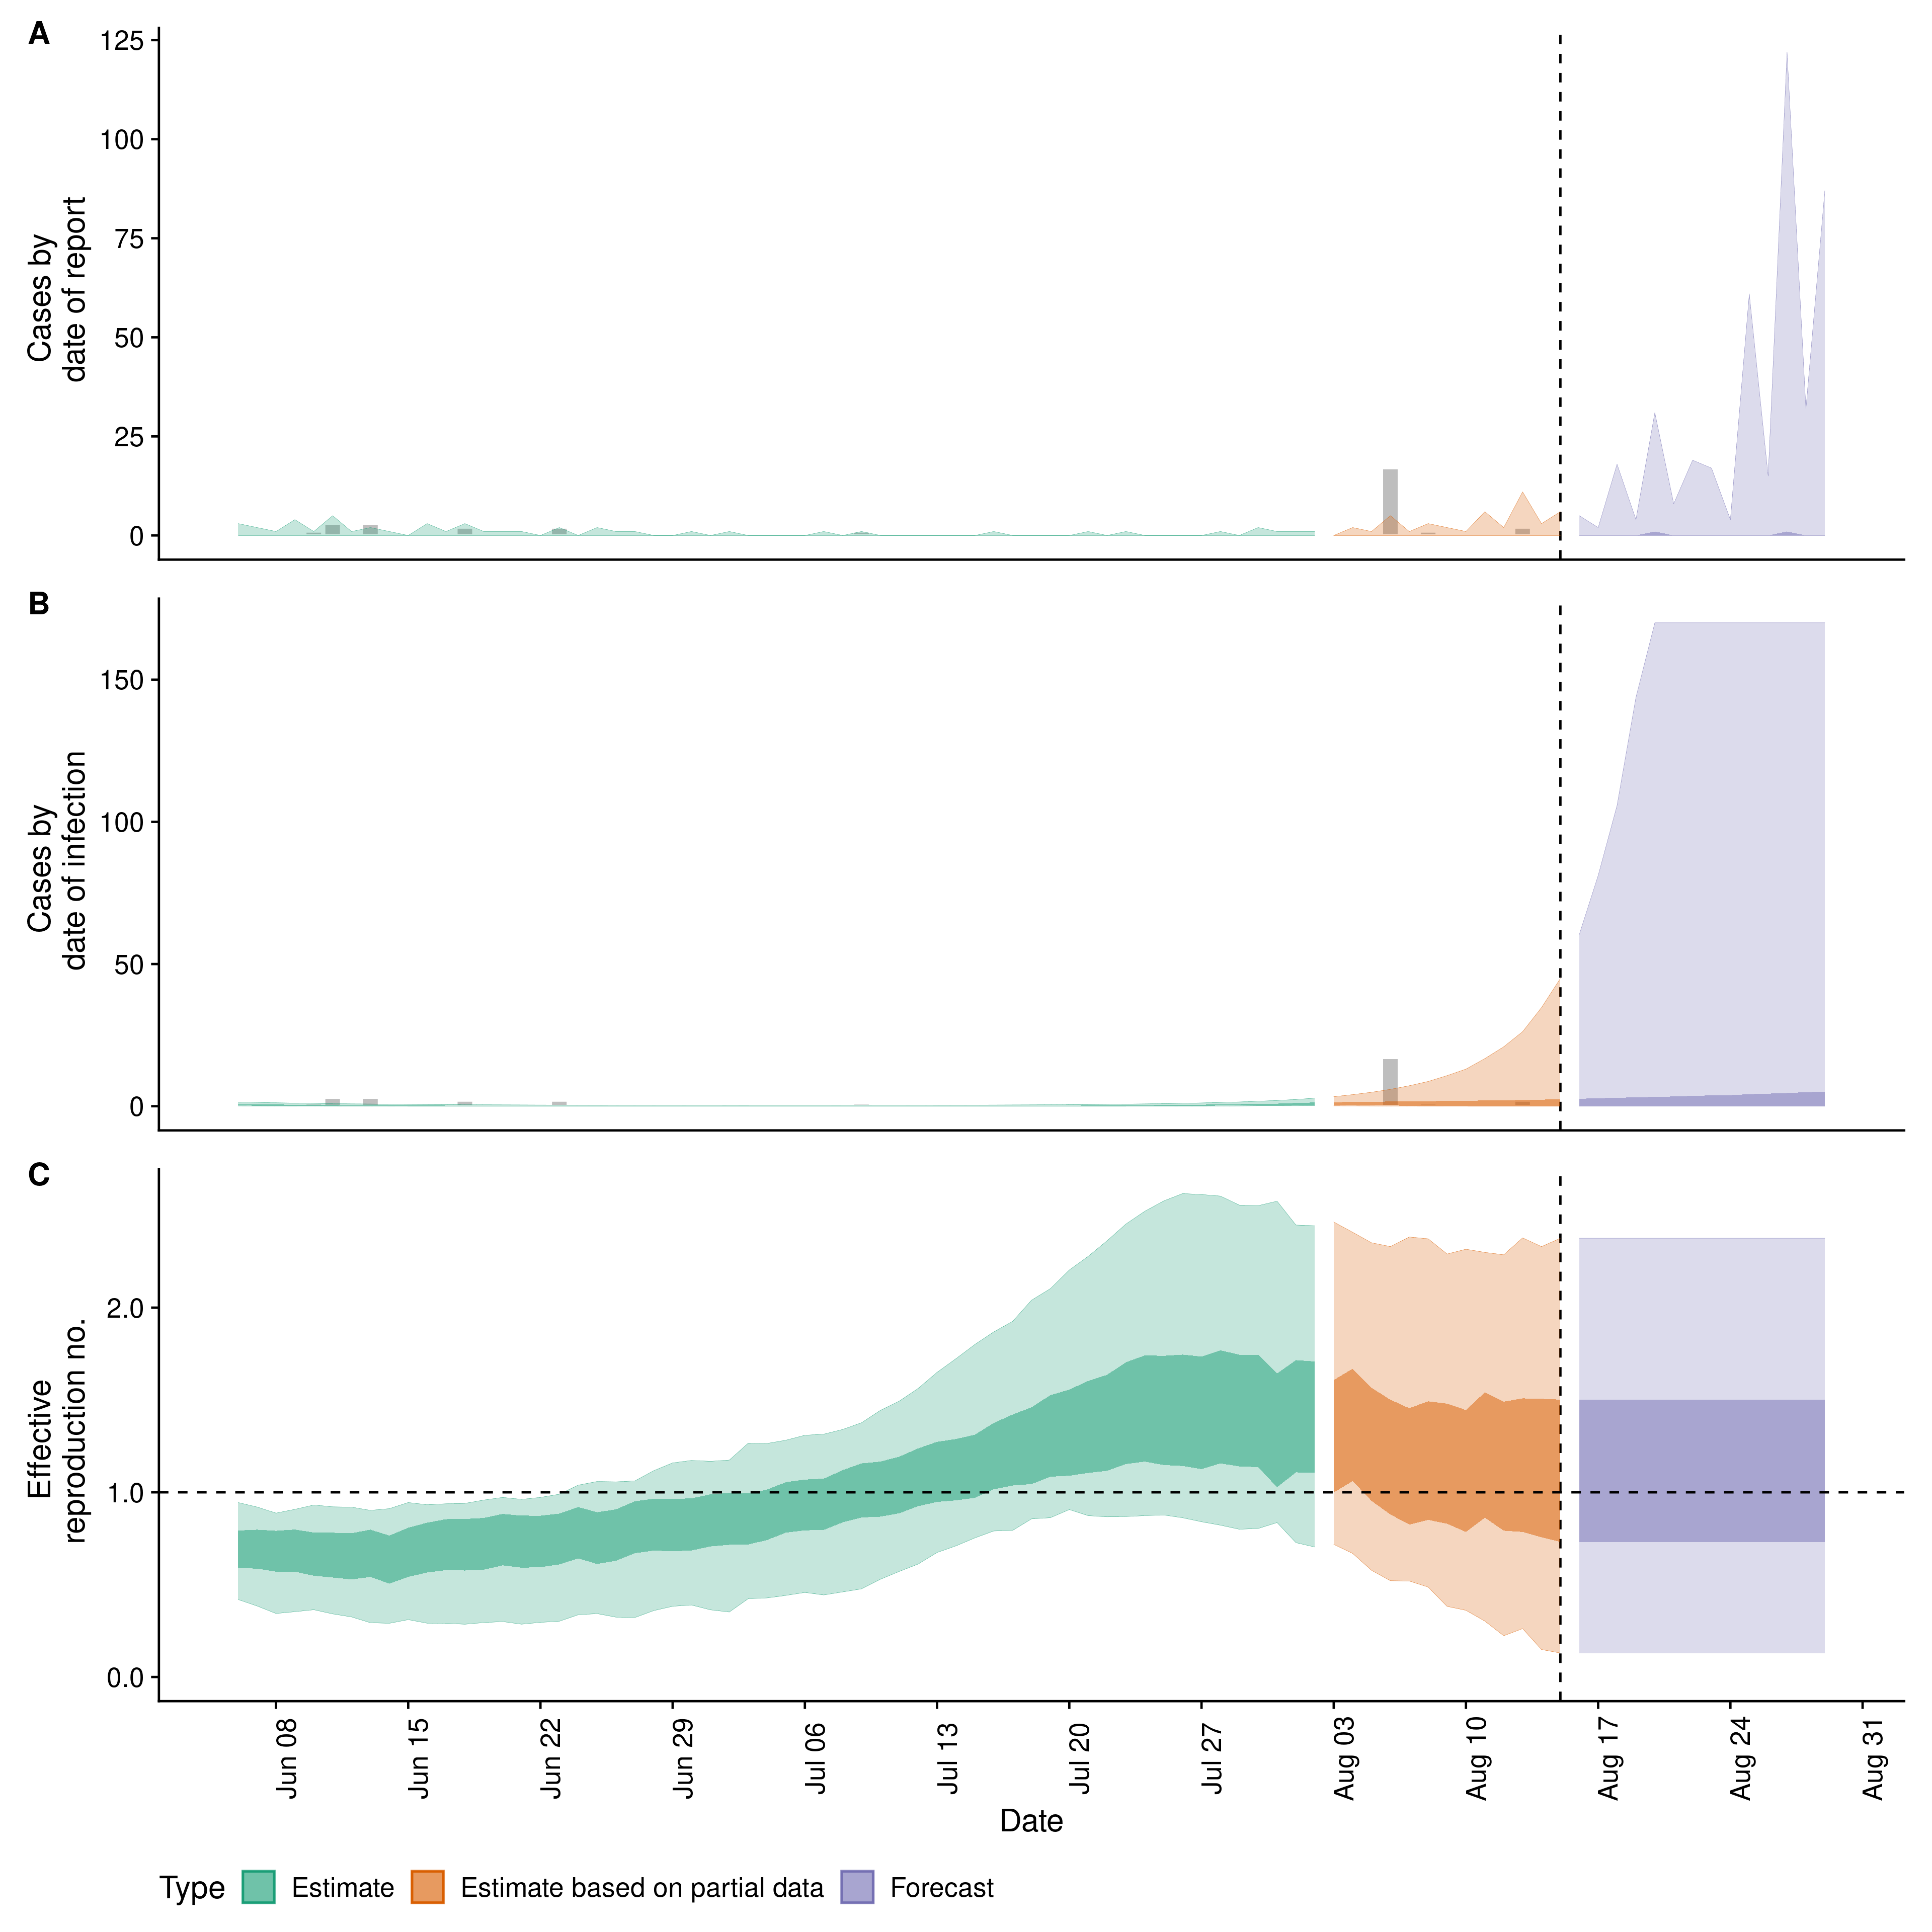 A
125
100
75
50
25
0
Cases by
date of report
B
150
100
50
0
Cases by
date of infection
C
2.0
1.0
0.0
Effective
reproduction no.
Jun 08
Jun 15
Jun 22
Jun 29
Jul 06
Jul 13
Jul 20
Jul 27
Aug 03
Aug 10
Aug 17
Aug 24
Aug 31
Date
Type Estimate Estimate based on partial data Forecast